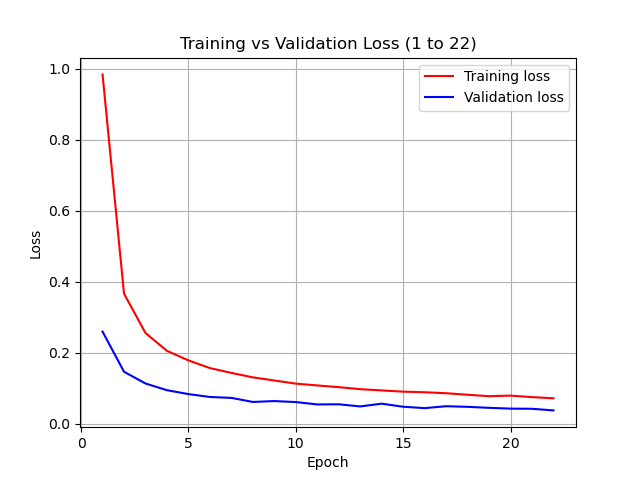 Training vs Validation Loss (1 to 22)
Training loss
Validation loss
Loss
1.0
0.8
0.6
0.4
0.2
0.0
0 5 10 15 20
Epoch